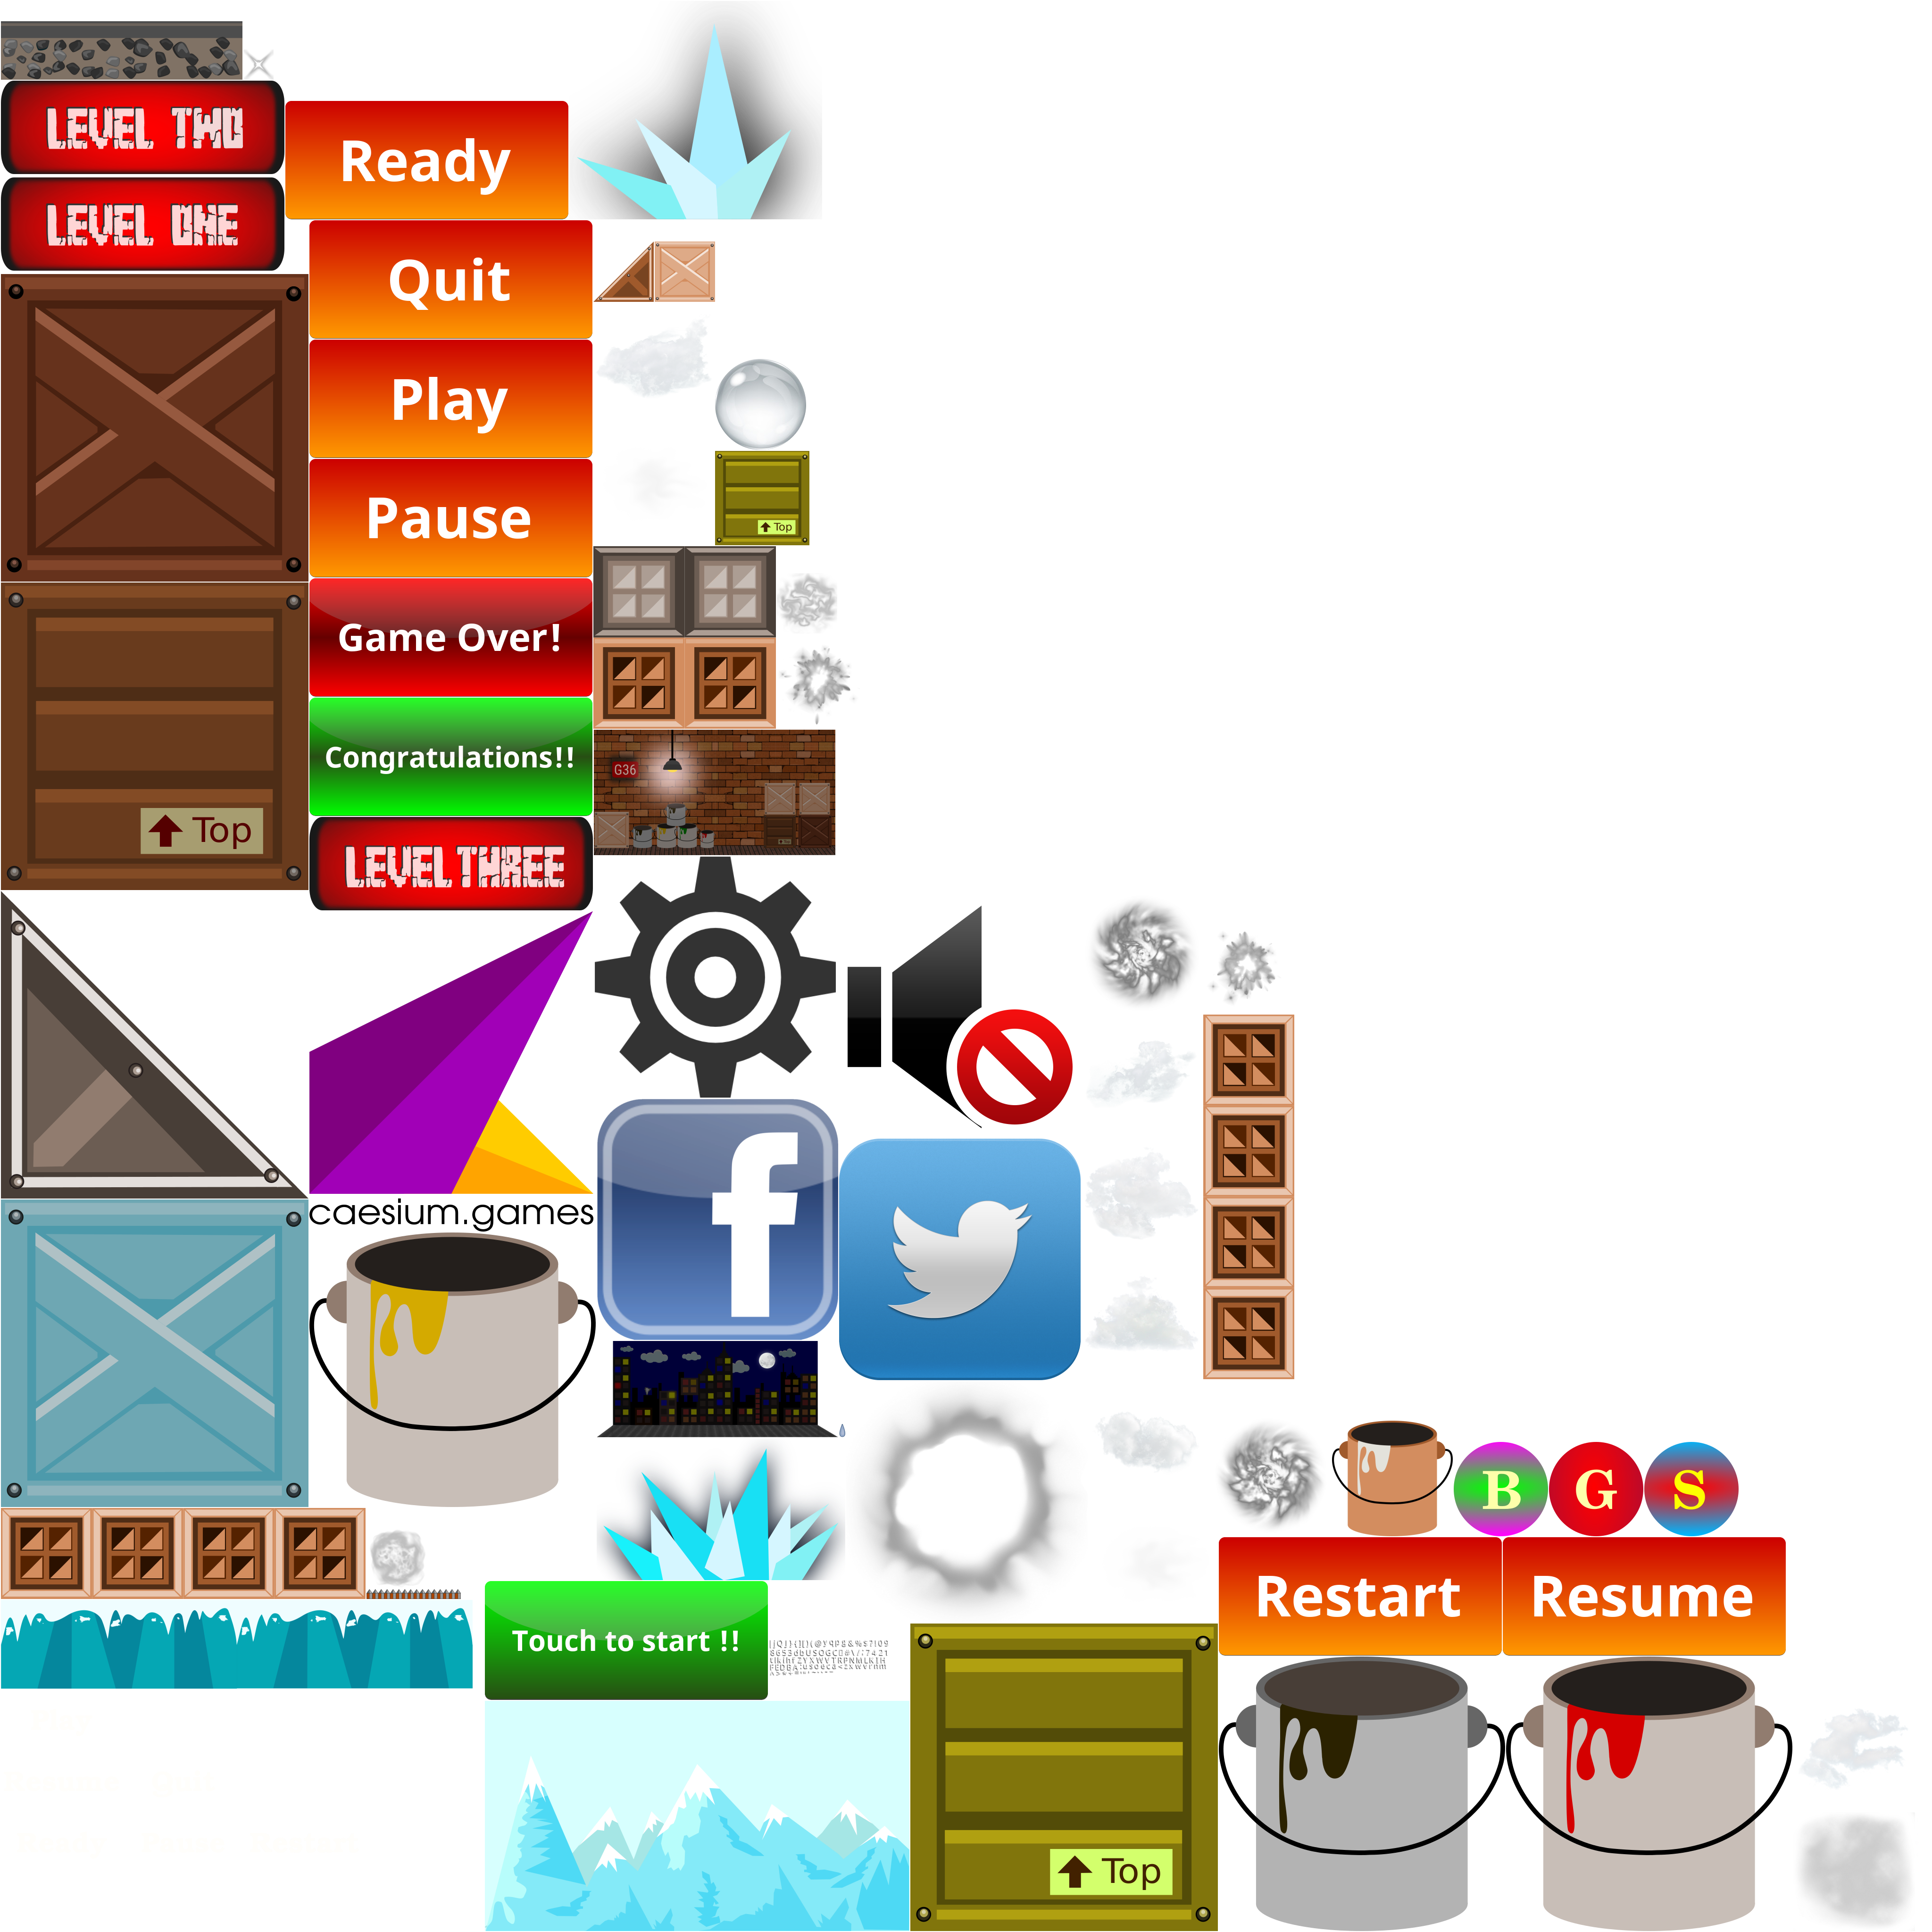 LEVEL TWO
Ready
LEVEL ONE
Quit
Play
Pause
Top
Game Over!
Congratulations!!
G36
Top
LEVEL THREE
caesium.games
f
B G S
Restart Resume
Touch to start !!
Top